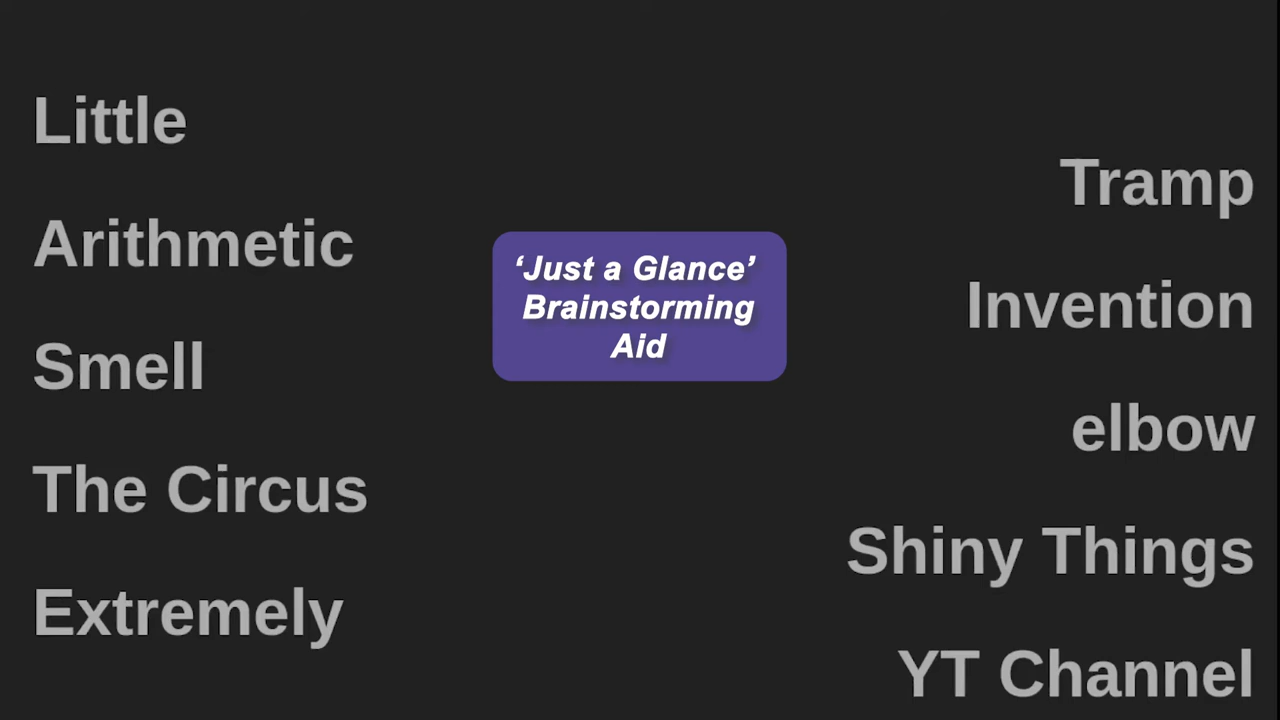 Little
Arithmetic
Smell
The Circus
Extremely
‘Just a Glance’
Brainstorming
Aid
Tramp
Invention
elbow
Shiny Things
YT Channel